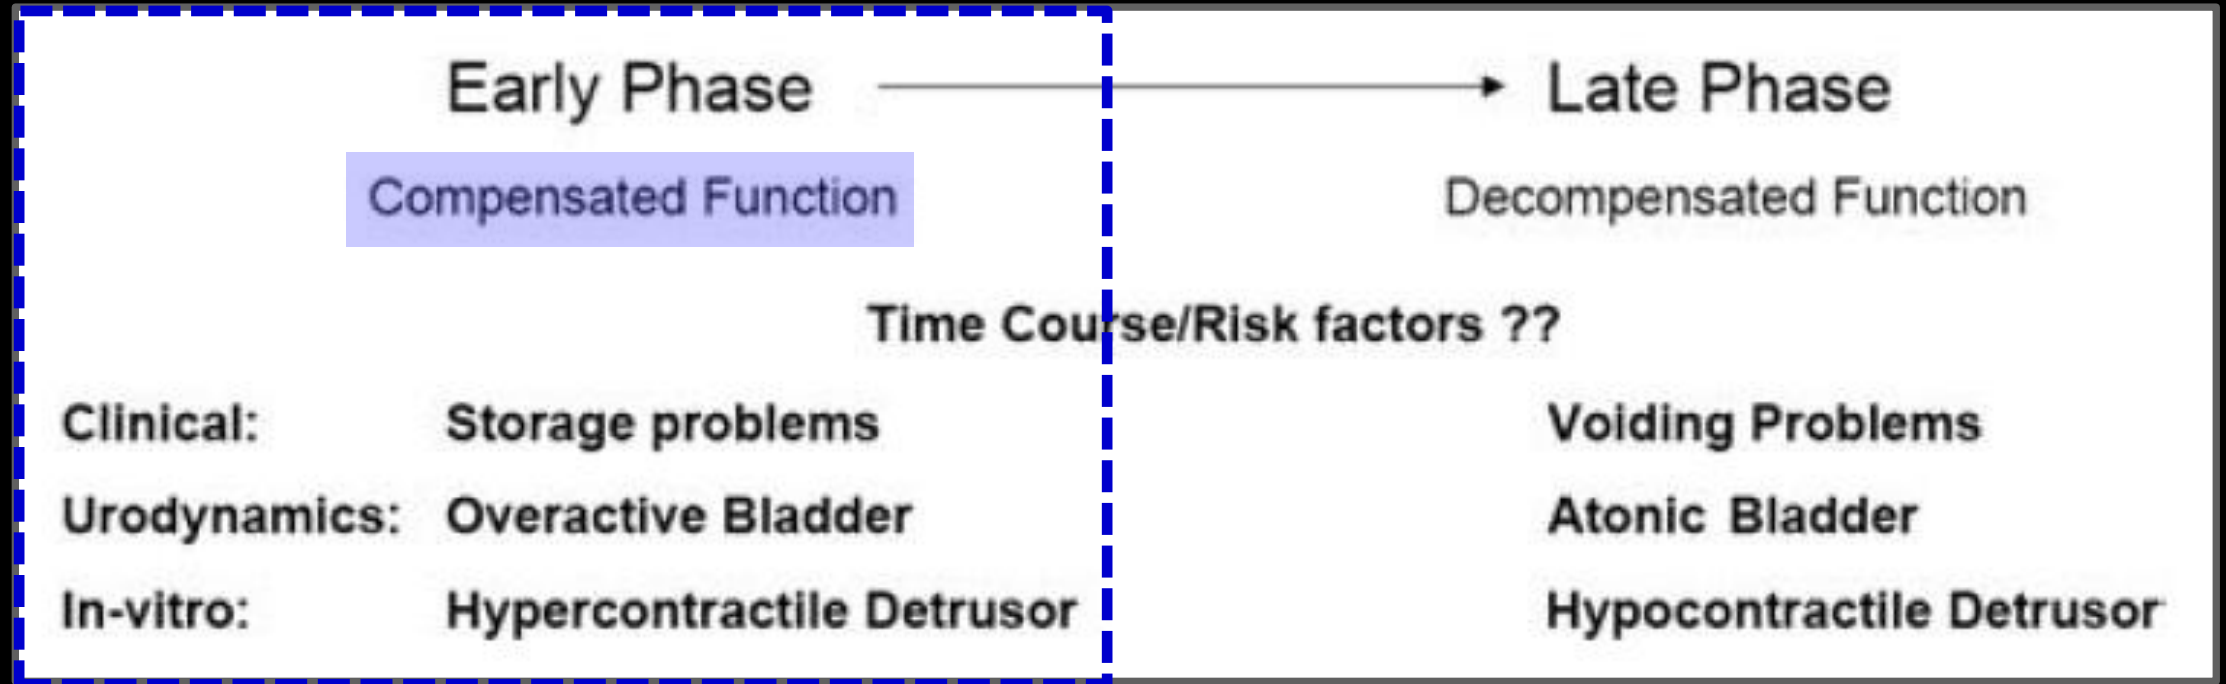 Early Phase Late Phase
Compensated Function Decompensated Function
Time Course/Risk factors ??
Clinical: Storage problems Voiding Problems
Urodynamics: Overactive Bladder Atonic Bladder
In-vitro: Hypercontractile Detrusor Hypocontractile Detrusor